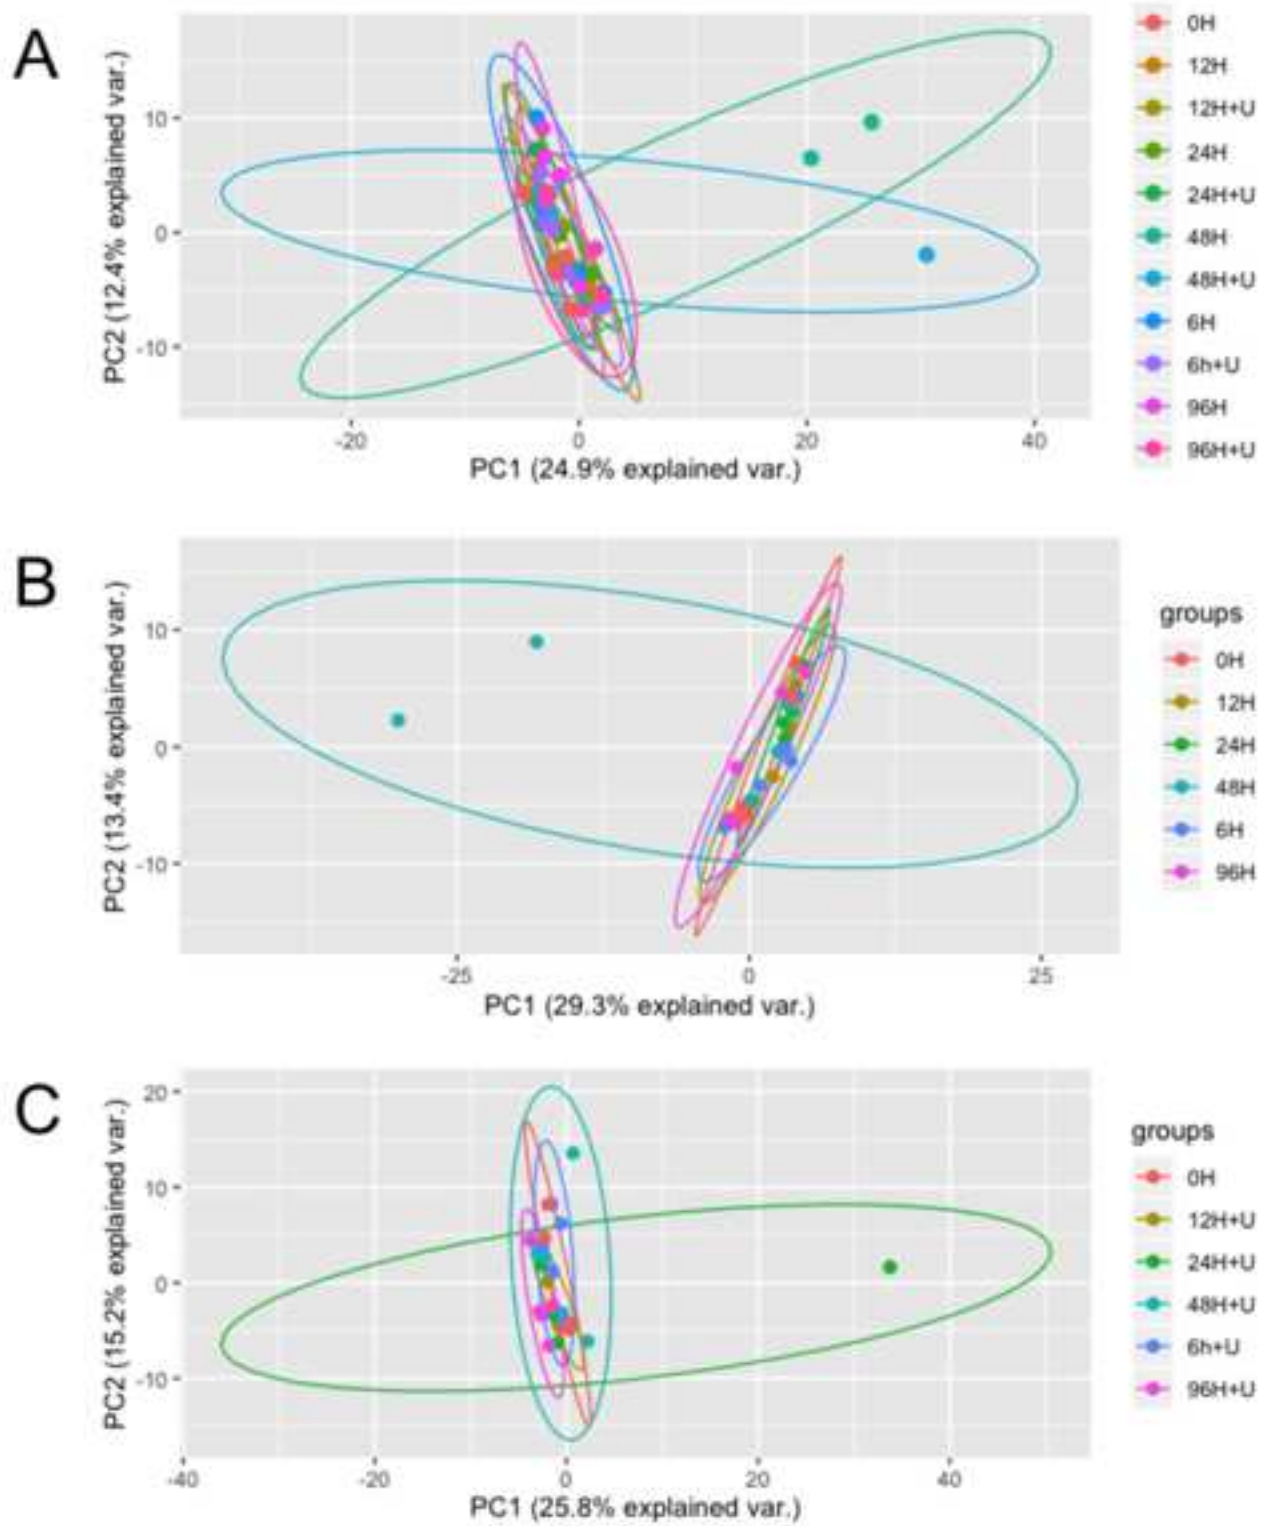 A
PC2 (12.4% explained var.)
10
0
-10
-20
0
20
40
PC1 (24.9% explained var.)
0H
12H
12H+U
24H
24H+U
48H
48H+U
6H
6h+U
96H
96H+U
B
PC2 (13.4% explained var.)
10
0
-10
-25
0
25
PC1 (29.3% explained var.)
groups
0H
12H
24H
48H
6H
96H
C
PC2 (15.2% explained var.)
20
10
0
-10
-40
-20
0
20
40
PC1 (25.8% explained var.)
groups
0H
12H+U
24H+U
48H+U
6h+U
96H+U